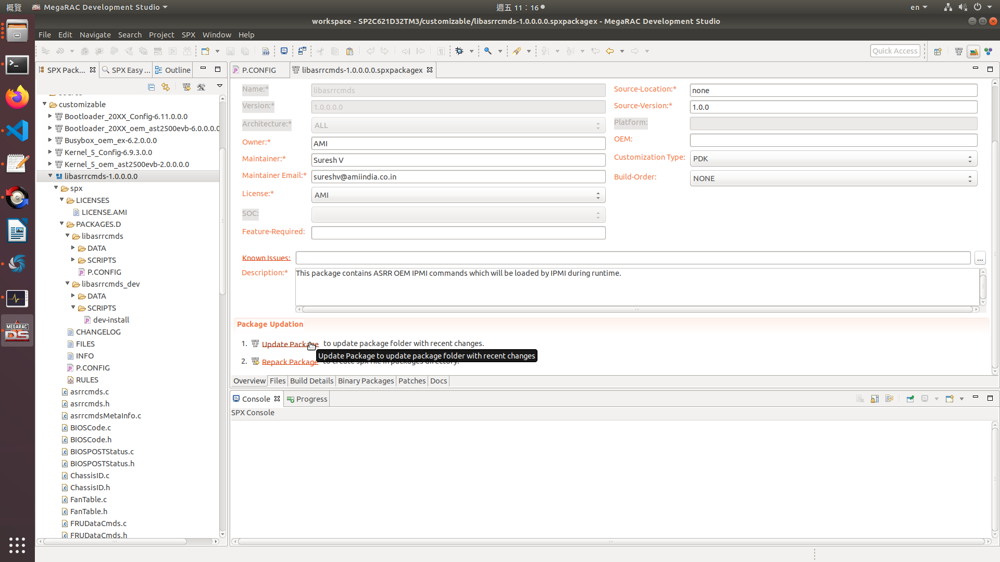 概覽
MegaRAC Development Studio
週五 11：16
en
workspace - SP2C621D32TM3/customizable/libasrrcmds-1.0.0.0.0.spxpackagex - MegaRAC Development Studio
File Edit Navigate Search Project SPX Window Help
Quick Access
SPX Pack...
SPX Easy ...
Outline
customizable
Bootloader_20XX_Config-6.11.0.0.0
Bootloader_20XX_oem_ast2500evb-6.0.0.0.0
Busybox_oem_ex-6.2.0.0.0
Kernel_5_Config-6.9.3.0.0
Kernel_5_oem_ast2500evb-2.0.0.0.0
libasrrcmds-1.0.0.0.0
spx
LICENSES
LICENSE.AMI
PACKAGES.D
libasrrcmds
DATA
SCRIPTS
P.CONFIG
libasrrcmds_dev
DATA
SCRIPTS
dev-install
CHANGELOG
FILES
INFO
P.CONFIG
RULES
asrrcmds.c
asrrcmds.h
asrrcmdsMetaInfo.c
BIOSCode.c
BIOSCode.h
BIOSPOSTStatus.c
BIOSPOSTStatus.h
ChassisID.c
ChassisID.h
FanTable.c
FanTable.h
FRUDataCmds.c
FRUDataCmds.h
P.CONFIG
libasrrcmds-1.0.0.0.0.spxpackagex
Name:* libasrrcmds
Version:* 1.0.0.0.0
Architecture:* ALL
Owner:* AMI
Maintainer:* Suresh V
Maintainer Email:* sureshv@amiindia.co.in
License:* AMI
SOC:
Feature-Required:
Source-Location:* none
Source-Version:* 1.0.0
Platform:
OEM:
Customization Type: PDK
Build-Order: NONE
Known Issues:
...
Description:* This package contains ASRR OEM IPMI commands which will be loaded by IPMI during runtime.
Package Updation
1. Update Package to update package folder with recent changes.
Update Package to update package folder with recent changes
2. Repack Package to create spx file in packages directory.
Overview Files Build Details Binary Packages Patches Docs
Console
Progress
SPX Console
MEGARAC
DS